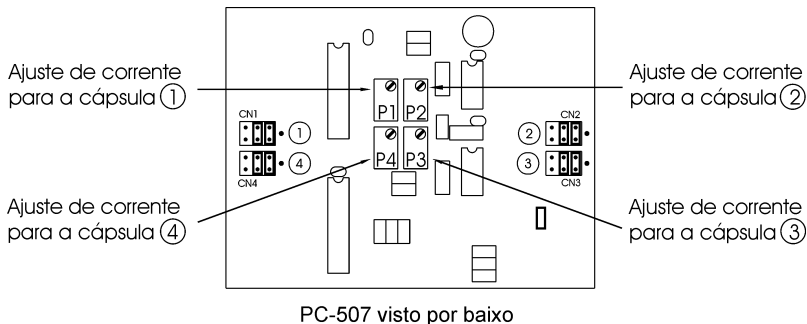 Ajuste de corrente
para a cápsula 1
Ajuste de corrente
para a cápsula 2
P1 P2
P4 P3
CN1
1
4
CN4
CN2
2
3
CN3
Ajuste de corrente
para a cápsula 4
Ajuste de corrente
para a cápsula 3
PC-507 visto por baixo